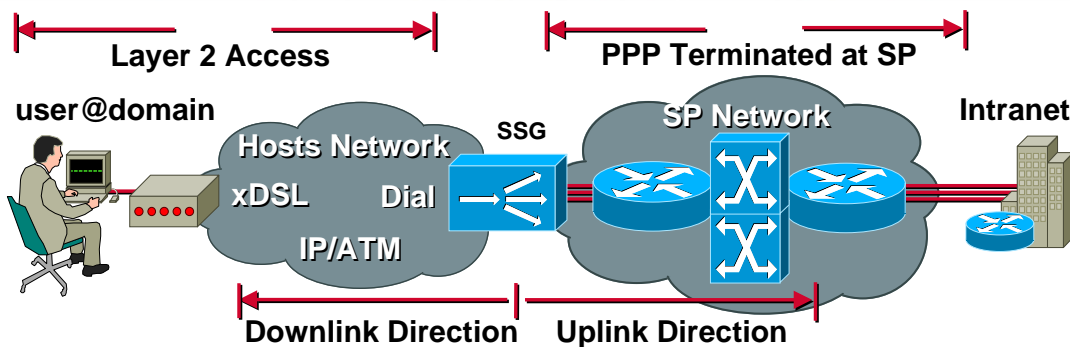 Layer 2 Access
PPP Terminated at SP
user@domain
Hosts Network
SSG
SP Network
Intranet
xDSL
Dial
IP/ATM
Downlink Direction
Uplink Direction